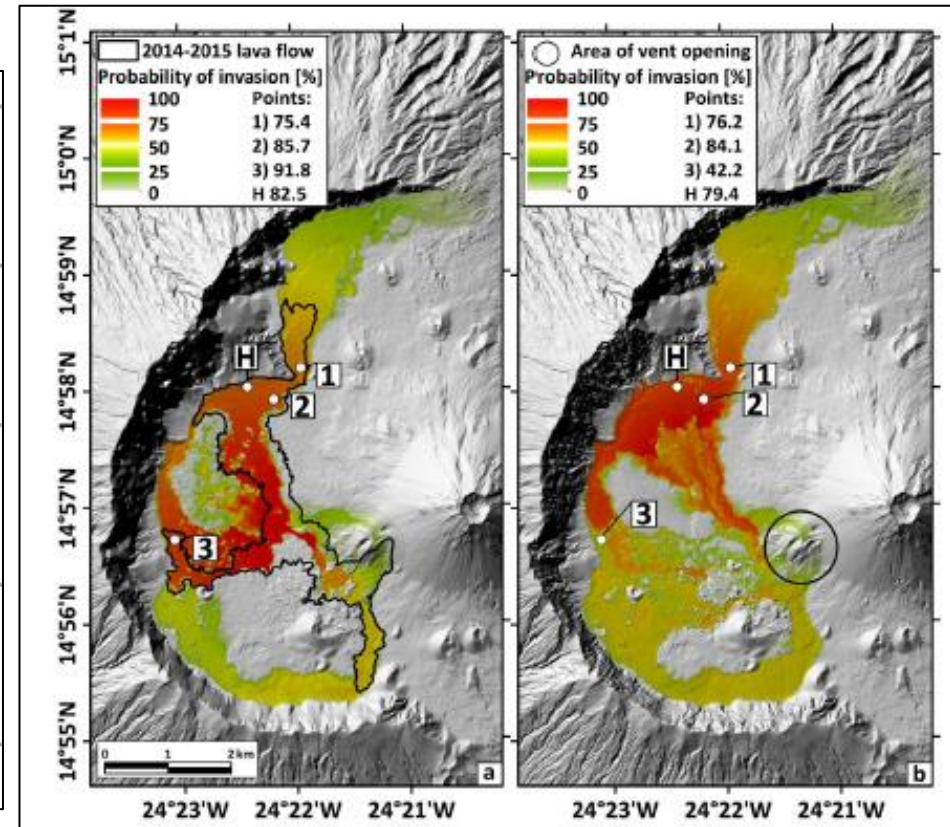 2014-2015 lava flow
Probability of invasion [%]
100
75
50
25
0
Points:
1) 75.4
2) 85.7
3) 91.8
H 82.5
Area of vent opening
Probability of invasion [%]
100
75
50
25
0
Points:
1) 76.2
2) 84.1
3) 42.2
H 79.4
15°1'N
15°0'N
14°59'N
14°58'N
14°57'N
14°56'N
14°55'N
H
1
2
3
H
1
2
3
0 1 2 km
a
b
24°23'W 24°22'W 24°21'W
24°23'W 24°22'W 24°21'W